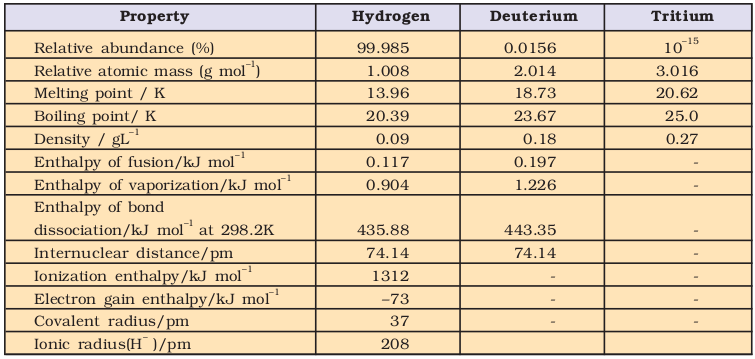 Property Hydrogen Deuterium Tritium
Relative abundance (%) 99.985 0.0156 10⁻¹⁵
Relative atomic mass (g mol⁻¹) 1.008 2.014 3.016
Melting point / K 13.96 18.73 20.62
Boiling point/ K 20.39 23.67 25.0
Density / gL⁻¹ 0.09 0.18 0.27
Enthalpy of fusion/kJ mol⁻¹ 0.117 0.197 -
Enthalpy of vaporization/kJ mol⁻¹ 0.904 1.226 -
Enthalpy of bond
dissociation/kJ mol⁻¹ at 298.2K 435.88 443.35 -
Internuclear distance/pm 74.14 74.14 -
Ionization enthalpy/kJ mol⁻¹ 1312 - -
Electron gain enthalpy/kJ mol⁻¹ –73 - -
Covalent radius/pm 37 - -
Ionic radius(H⁻)/pm 208